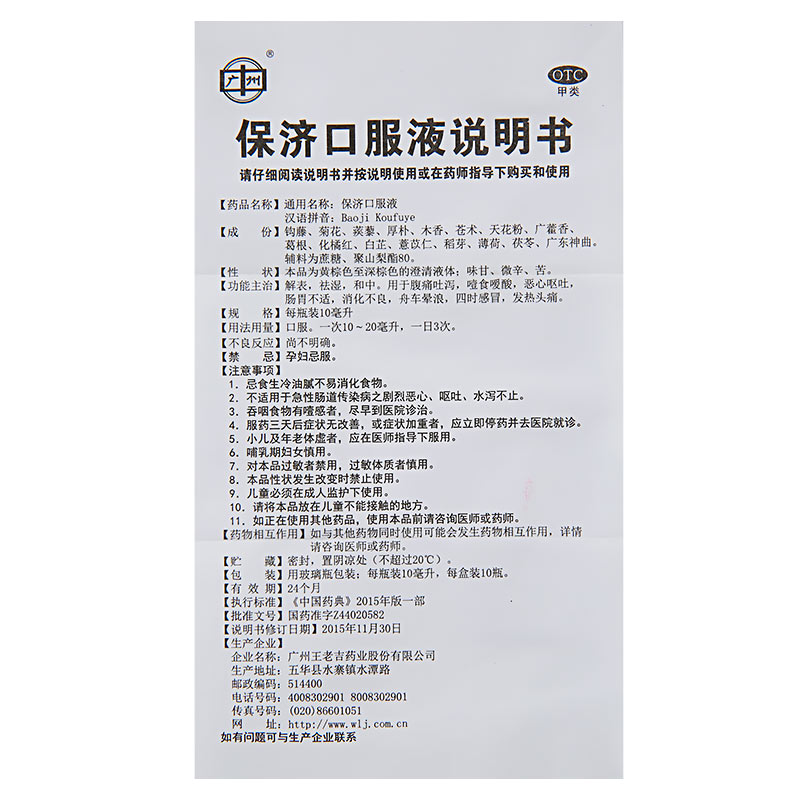 广州
®
OTC
甲类
保济口服液说明书
请仔细阅读说明书并按说明使用或在药师指导下购买和使用
【药品名称】通用名称：保济口服液
汉语拼音：Baoji Koufuye
【成　份】钩藤、菊花、蒺藜、厚朴、木香、苍术、天花粉、广藿香、
葛根、化橘红、白芷、薏苡仁、稻芽、薄荷、茯苓、广东神曲。
辅料为蔗糖、聚山梨酯80。
【性　状】本品为黄棕色至深棕色的澄清液体；味甘、微辛、苦。
【功能主治】解表，祛湿，和中。用于腹痛吐泻，噎食嗳酸，恶心呕吐，
肠胃不适，消化不良，舟车晕浪，四时感冒，发热头痛。
【规　格】每瓶装10毫升
【用法用量】口服。一次10～20毫升，一日3次。
【不良反应】尚不明确。
【禁　忌】孕妇忌服。
【注意事项】
1．忌食生冷油腻不易消化食物。
2．不适用于急性肠道传染病之剧烈恶心、呕吐、水泻不止。
3．吞咽食物有噎感者，尽早到医院诊治。
4．服药三天后症状无改善，或症状加重者，应立即停药并去医院就诊。
5．小儿及年老体虚者，应在医师指导下服用。
6．哺乳期妇女慎用。
7．对本品过敏者禁用，过敏体质者慎用。
8．本品性状发生改变时禁止使用。
9．儿童必须在成人监护下使用。
10．请将本品放在儿童不能接触的地方。
11．如正在使用其他药品，使用本品前请咨询医师或药师。
【药物相互作用】如与其他药物同时使用可能会发生药物相互作用，详情
请咨询医师或药师。
【贮　藏】密封，置阴凉处（不超过20℃）。
【包　装】用玻璃瓶包装；每瓶装10毫升，每盒装10瓶。
【有 效 期】24个月
【执行标准】《中国药典》2015年版一部
【批准文号】国药准字Z44020582
【说明书修订日期】2015年11月30日
【生产企业】
企业名称：广州王老吉药业股份有限公司
生产地址：五华县水寨镇水潭路
邮政编码：514400
电话号码：4008302901 8008302901
传真号码：(020)86601051
网　址：http://www.wlj.com.cn
如有问题可与生产企业联系